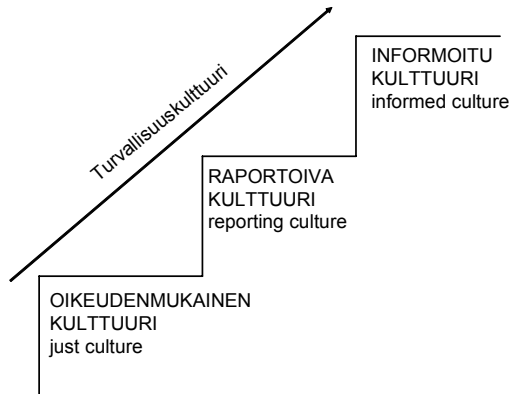 Turvallisuuskulttuuri
INFORMOITU
KULTTUURI
informed culture
RAPORTOIVA
KULTTUURI
reporting culture
OIKEUDENMUKAINEN
KULTTUURI
just culture